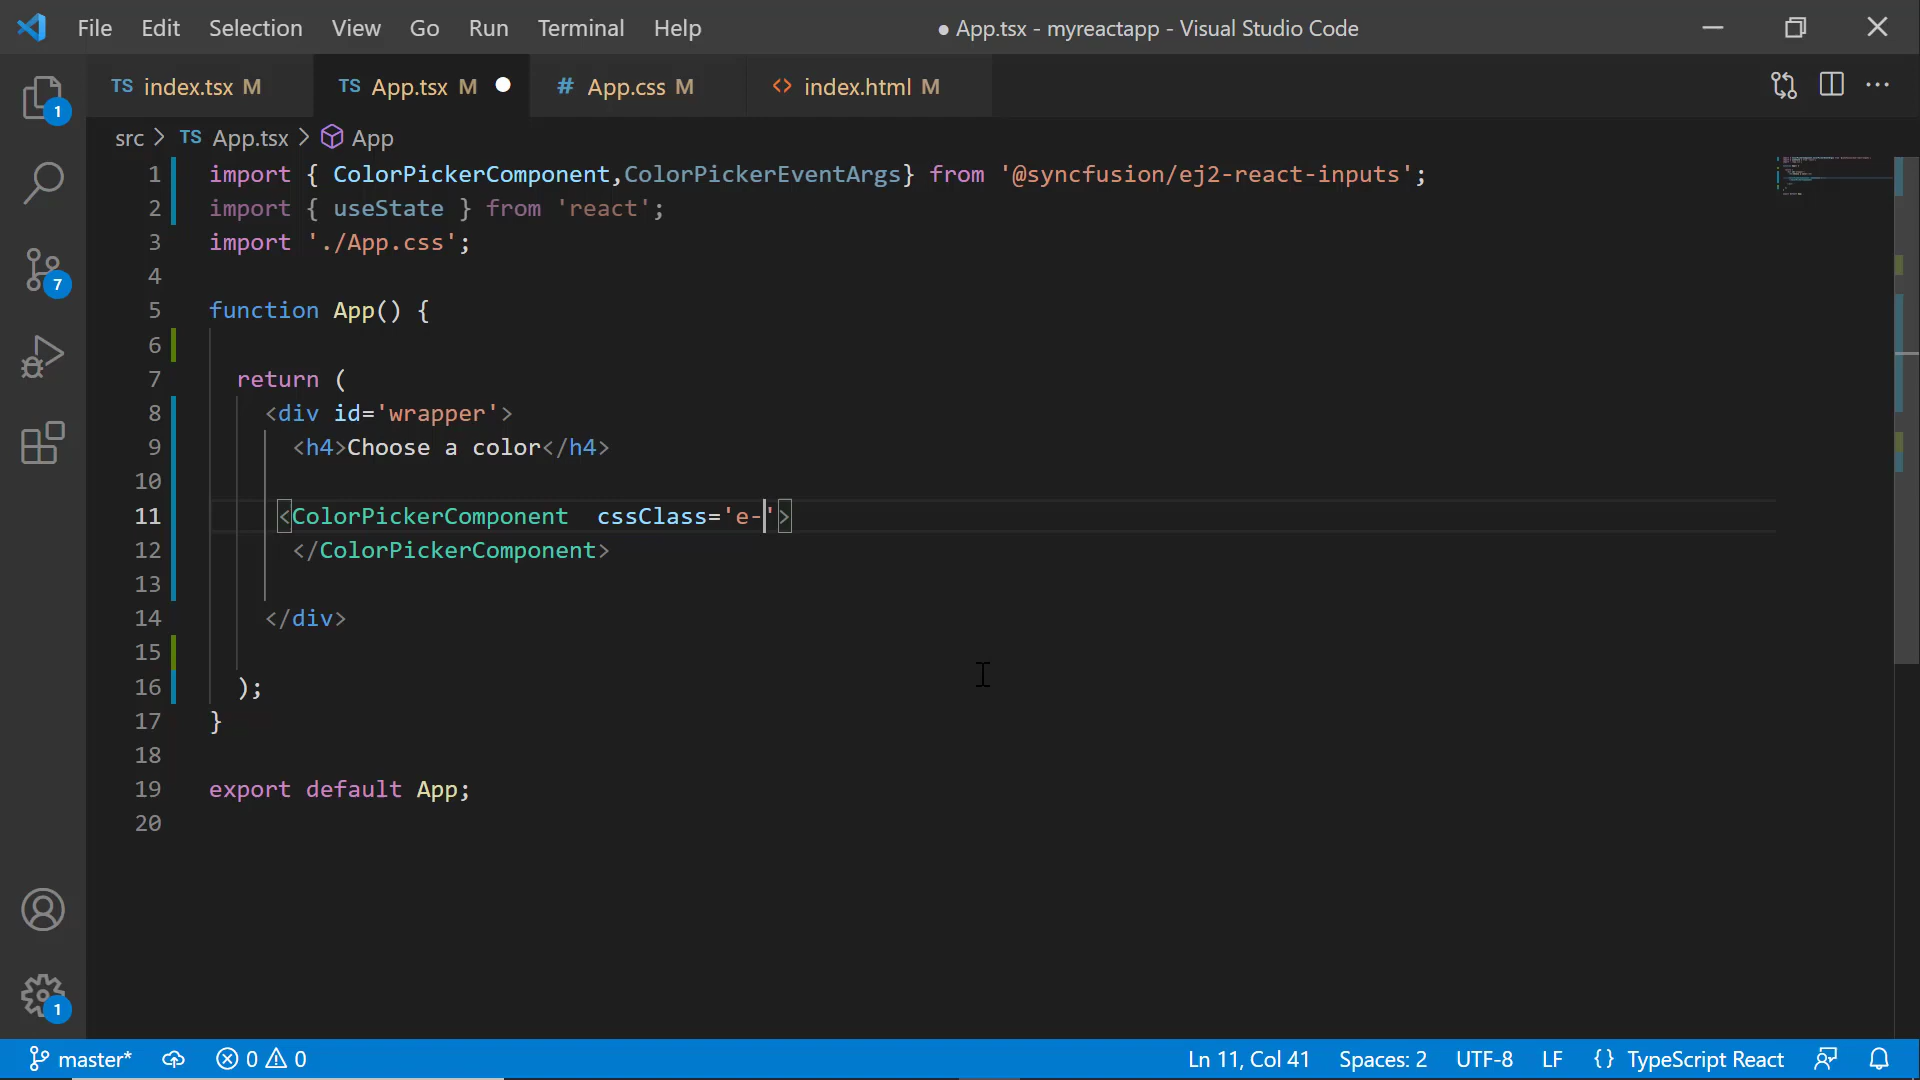 File Edit Selection View Go Run Terminal Help ● App.tsx - myreactapp - Visual Studio Code
TS index.tsx M TS App.tsx M # App.css M <> index.html M
src > TS App.tsx > App
1 import { ColorPickerComponent,ColorPickerEventArgs} from '@syncfusion/ej2-react-inputs';
2 import { useState } from 'react';
3 import './App.css';
4
5 function App() {
6
7 return (
8 <div id='wrapper'>
9 <h4>Choose a color</h4>
10
11 <ColorPickerComponent  cssClass='e-'>
12 </ColorPickerComponent>
13
14 </div>
15
16 );
17 }
18
19 export default App;
20
1
7
1
master* 0 0 Ln 11, Col 41 Spaces: 2 UTF-8 LF {} TypeScript React